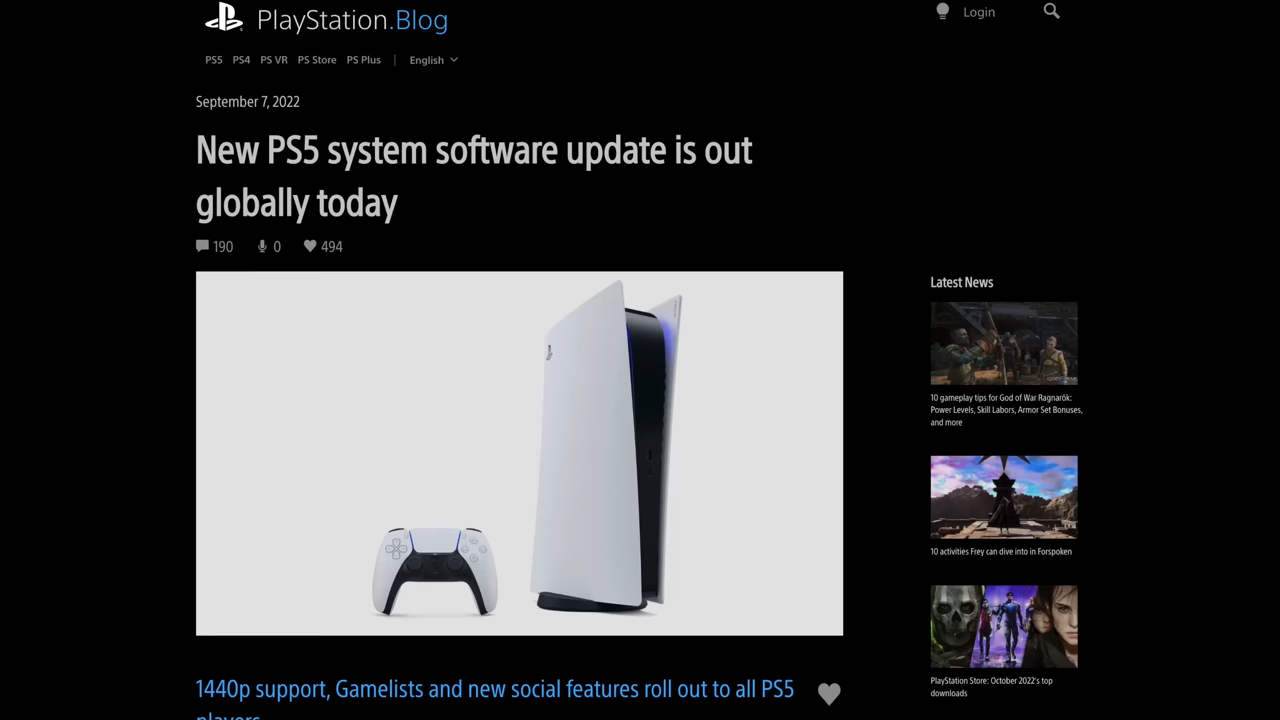 PlayStation.Blog
Login
PS5 PS4 PS VR PS Store PS Plus | English
September 7, 2022
New PS5 system software update is out
globally today
190 0 494
Latest News
10 gameplay tips for God of War Ragnarök:
Power Levels, Skill Labors, Armor Set Bonuses,
and more
10 activities Frey can dive into in Forspoken
PlayStation Store: October 2022's top
downloads
1440p support, Gamelists and new social features roll out to all PS5
players